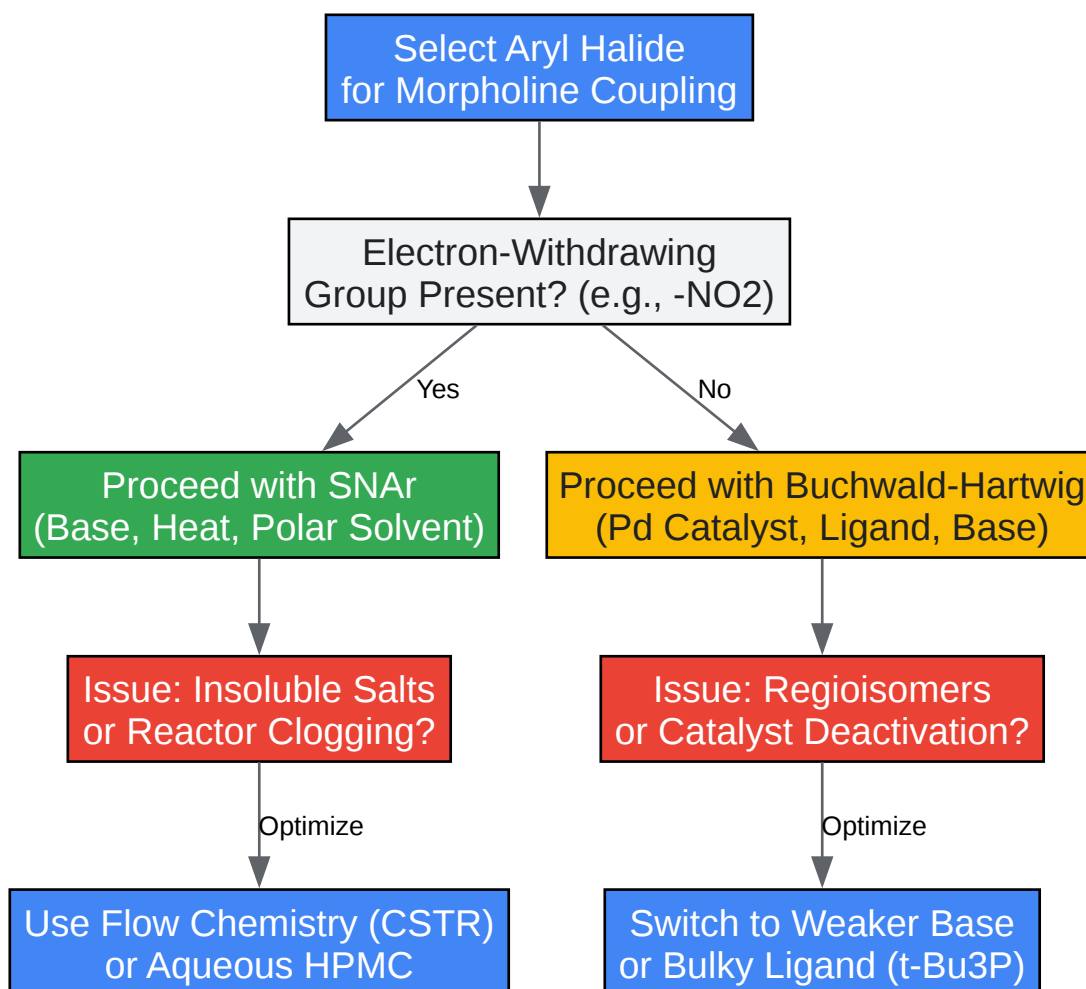 Select Aryl Halide
for Morpholine Coupling
Electron-Withdrawing
Group Present? (e.g., -NO2)
Yes
No
Proceed with SNAr
(Base, Heat, Polar Solvent)
Proceed with Buchwald-Hartwig
(Pd Catalyst, Ligand, Base)
Issue: Insoluble Salts
or Reactor Clogging?
Issue: Regioisomers
or Catalyst Deactivation?
Optimize
Optimize
Use Flow Chemistry (CSTR)
or Aqueous HPMC
Switch to Weaker Base
or Bulky Ligand (t-Bu3P)